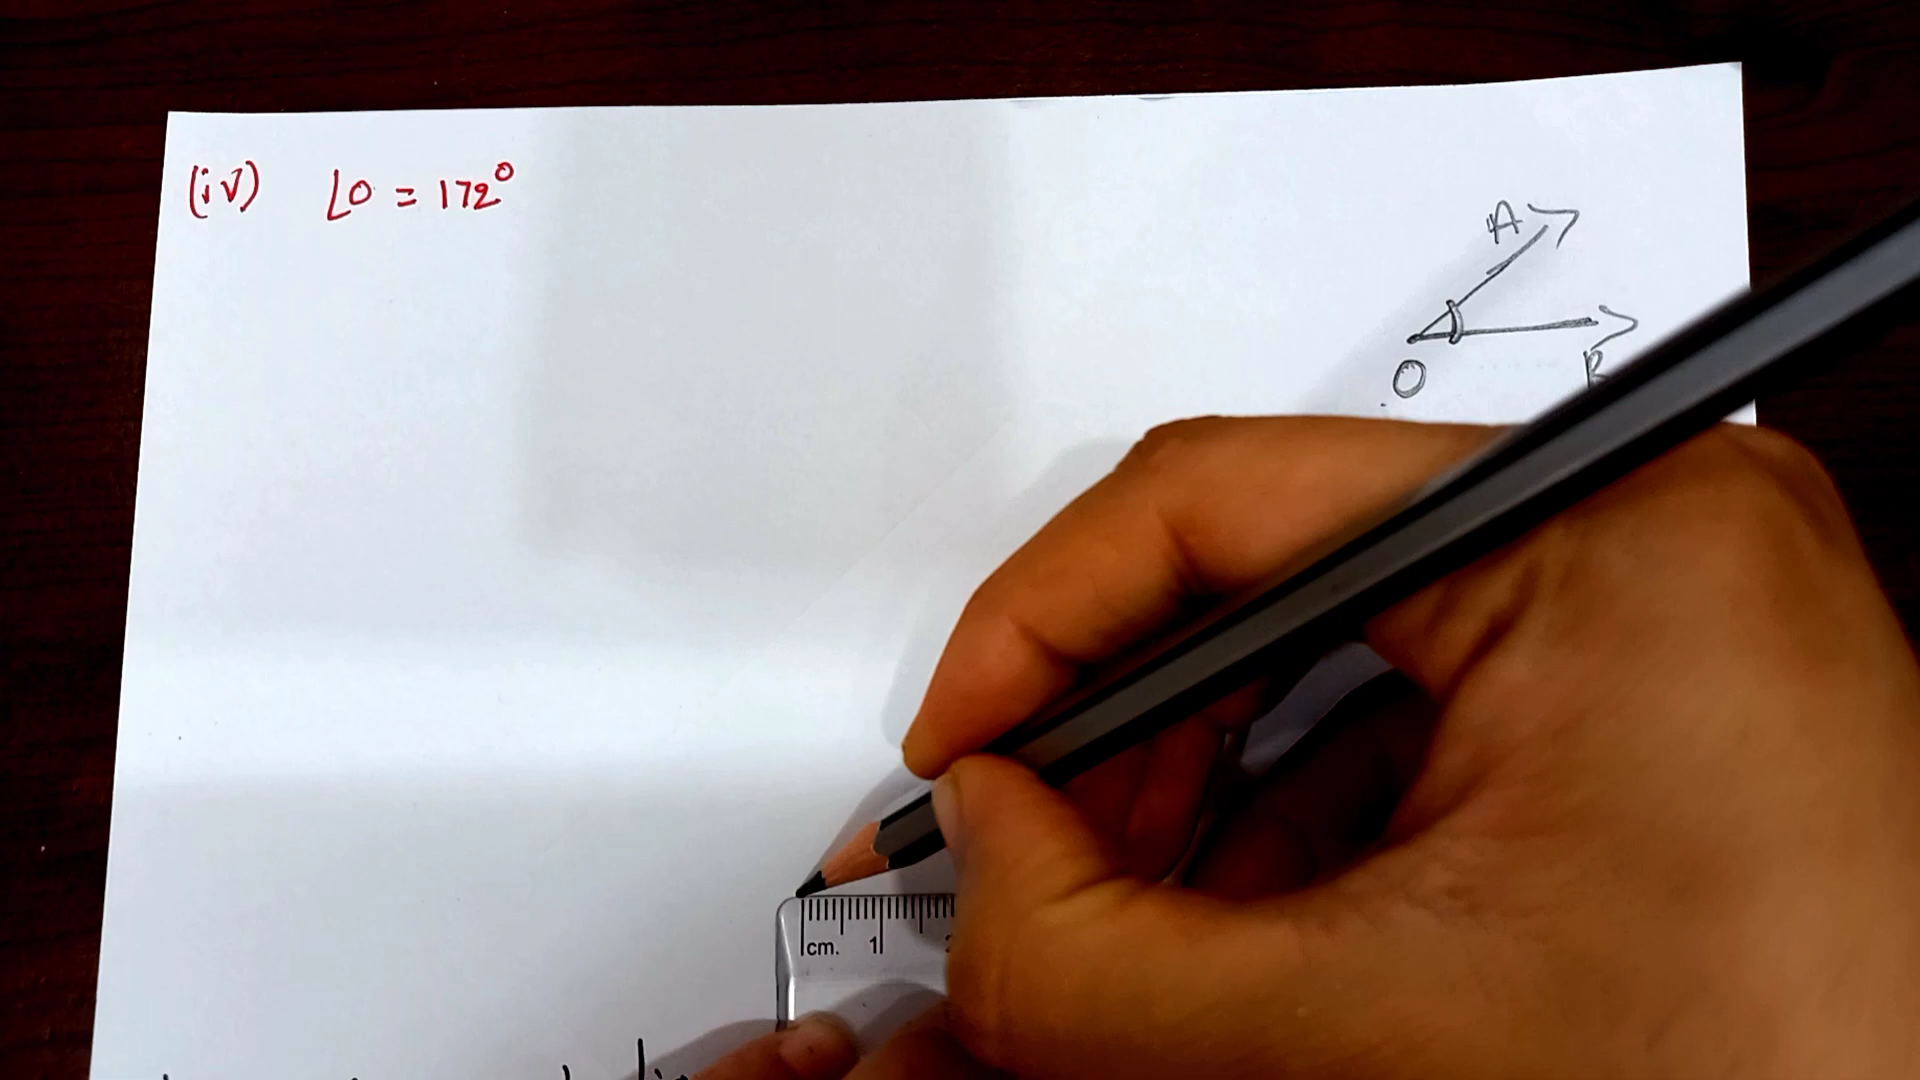 (iv) ∠O = 172°
A
O
B
cm. 1